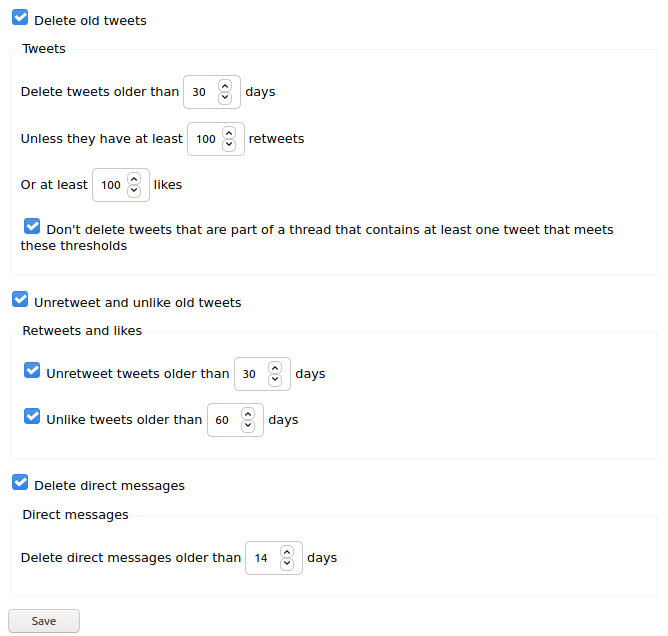 Delete old tweets
Tweets
Delete tweets older than 30 days
Unless they have at least 100 retweets
Or at least 100 likes
Don't delete tweets that are part of a thread that contains at least one tweet that meets
these thresholds
Unretweet and unlike old tweets
Retweets and likes
Unretweet tweets older than 30 days
Unlike tweets older than 60 days
Delete direct messages
Direct messages
Delete direct messages older than 14 days
Save